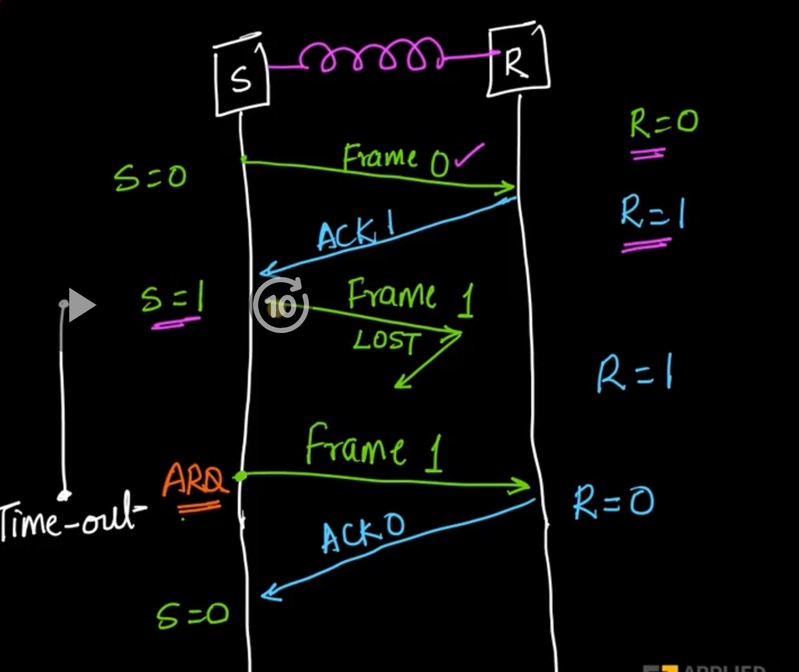 S
R
R=0
Frame 0 ✓
S=0
R=1
ACK 1
S=1
10
Frame 1
LOST
R=1
Frame 1
ARQ
R=0
Time-out
ACK 0
S=0
APPLIED